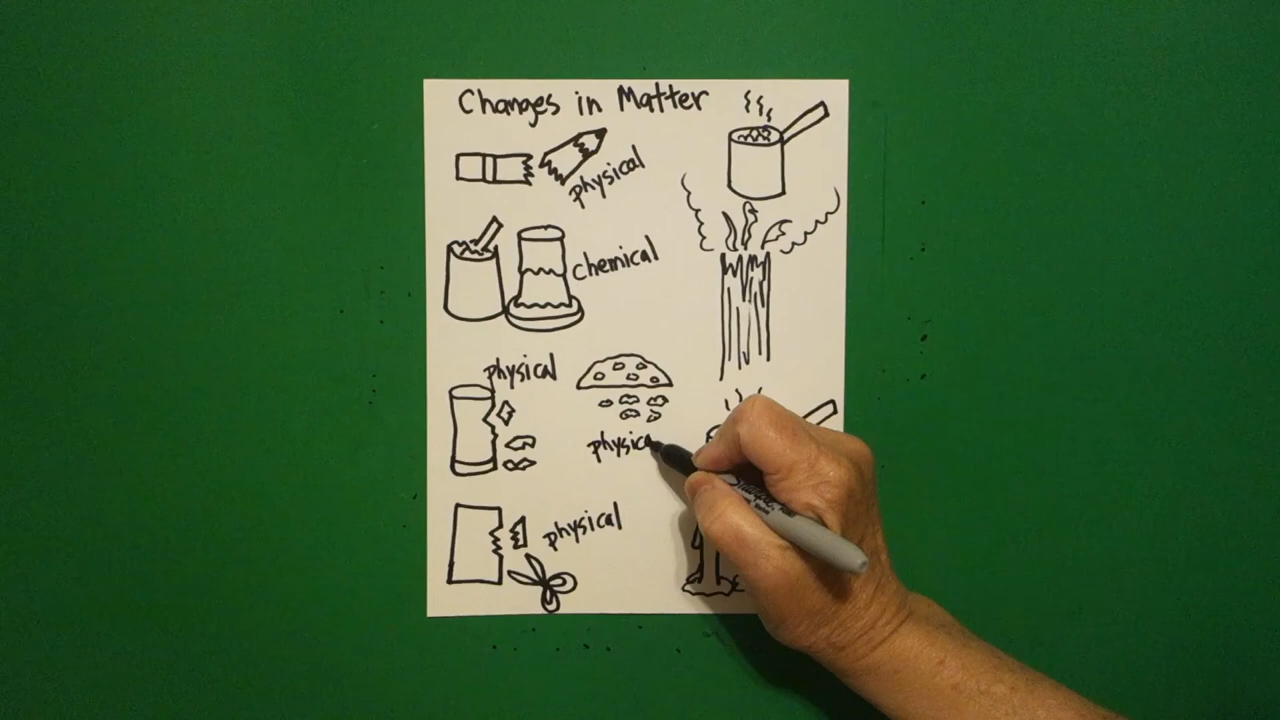 Changes in Matter
physical
chemical
physical
physica
physical